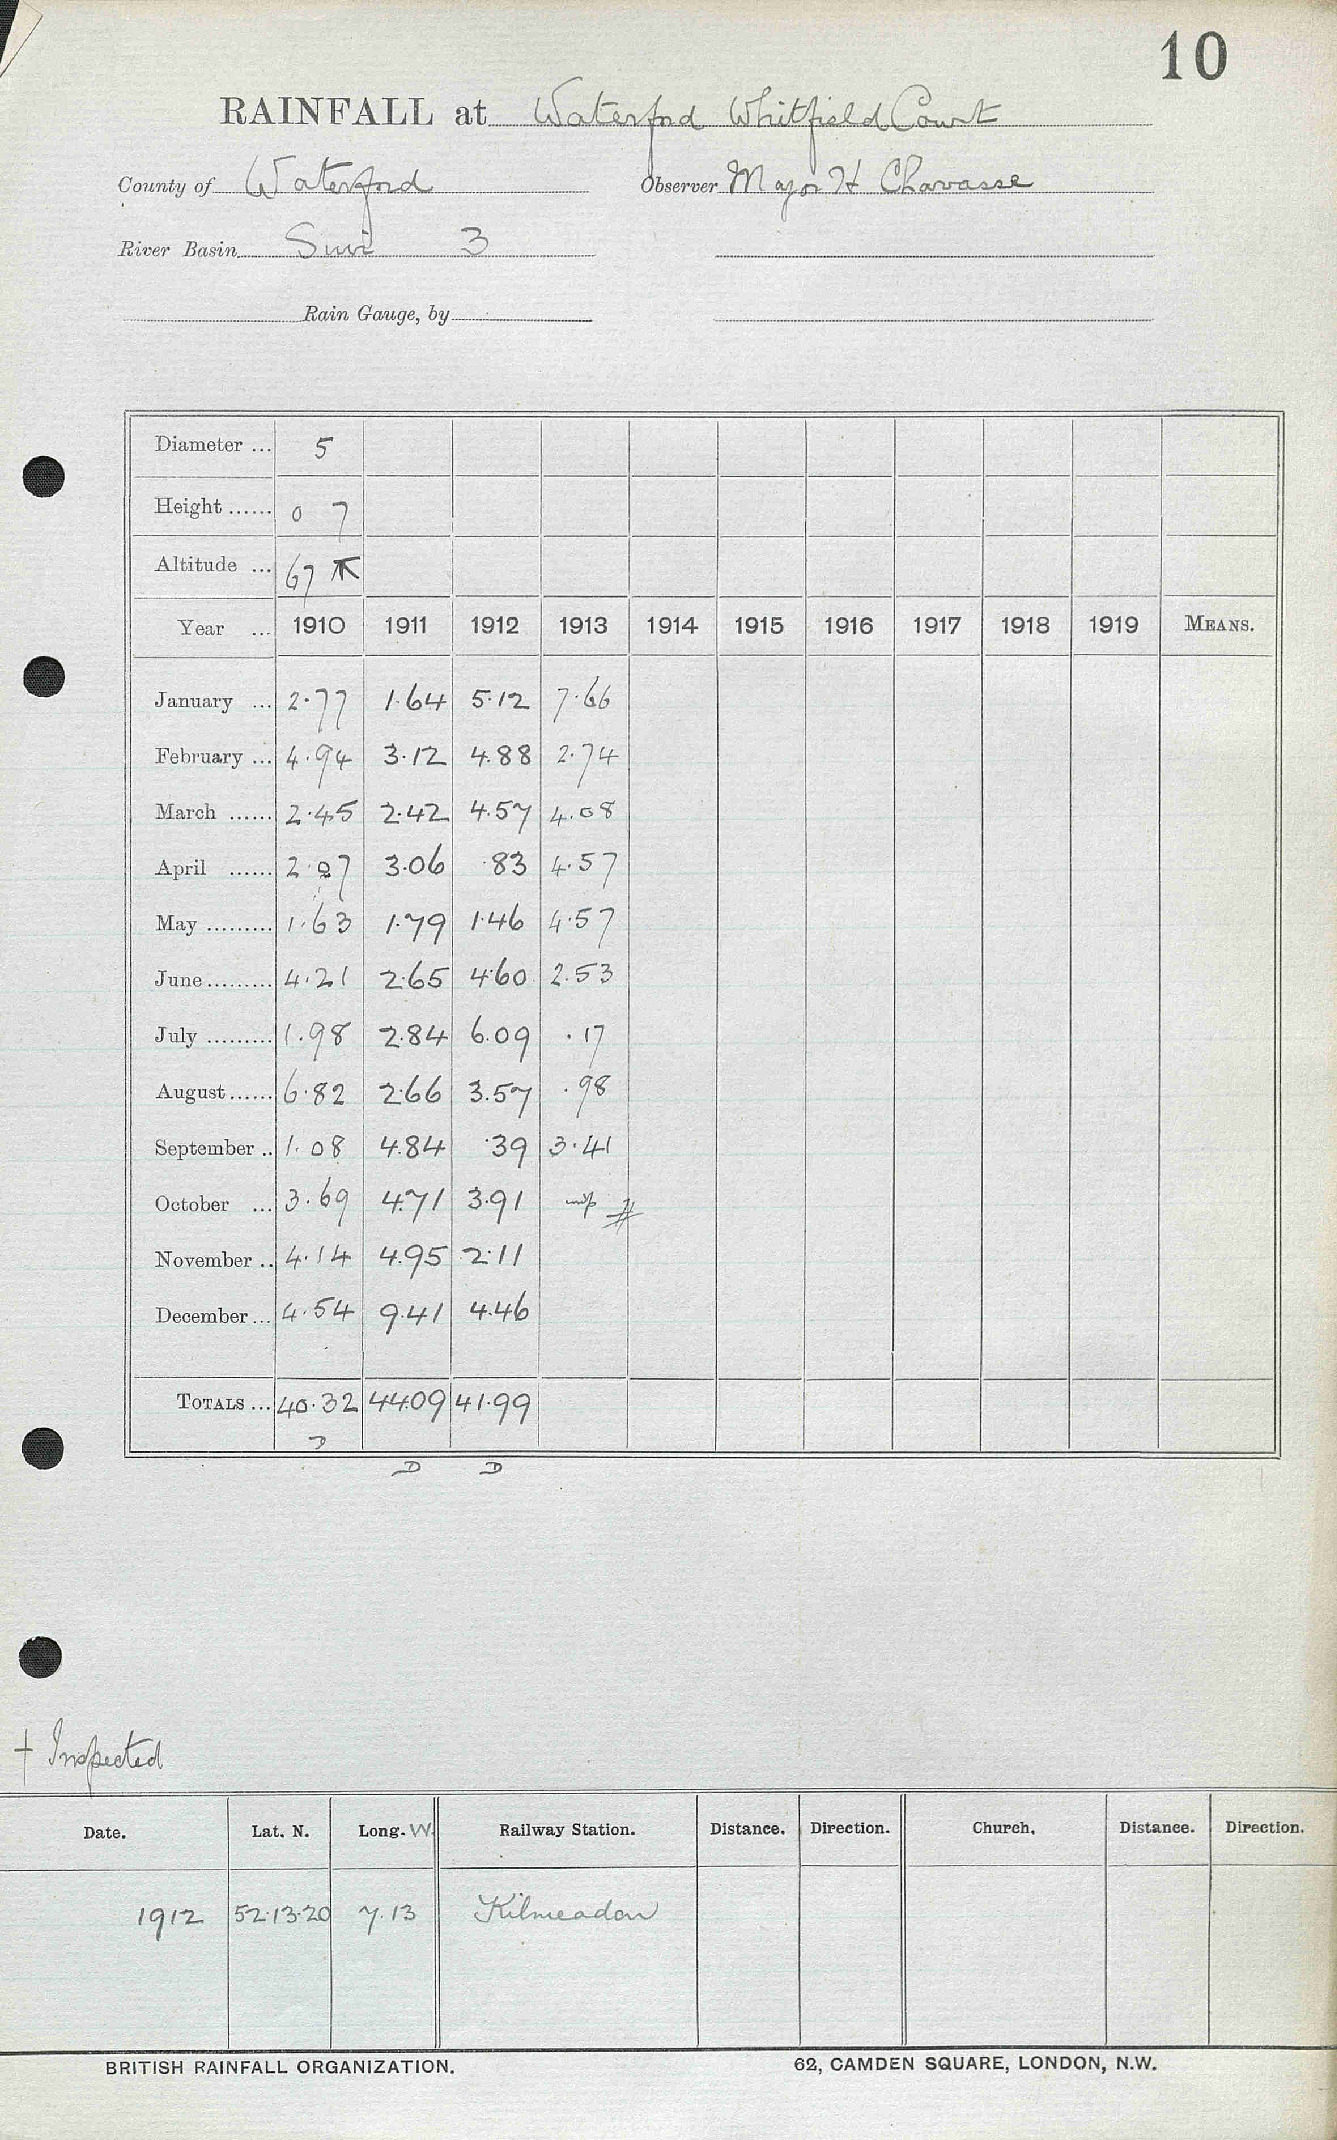 10
RAINFALL at Waterford Whitfield Court
County of Waterford Observer Major H Chavasse
River Basin Suir 3
Rain Gauge, by
Diameter ... 5
Height ...... 0 7
Altitude ... 67
Year ... 1910 1911 1912 1913 1914 1915 1916 1917 1918 1919 MEANS.
January ... 2.77 1.64 5.12 7.66
February ... 4.94 3.12 4.88 2.74
March ...... 2.45 2.42 4.57 4.08
April ...... 2.07 3.06 .83 4.57
May ......... 1.63 1.79 1.46 4.57
June ......... 4.21 2.65 4.60 2.53
July ......... 1.98 2.84 6.09 .17
August ...... 6.82 2.66 3.57 .98
September .. 1.08 4.84 .39 3.41
October ... 3.69 4.71 3.91
November .. 4.14 4.95 2.11
December ... 4.54 9.41 4.46
TOTALS ... 40.32 44.09 41.99
D D D
+ Inspected
Date. Lat. N. Long. W. Railway Station. Distance. Direction. Church. Distance. Direction.
1912 52.13.20 7.13 Kilmeadon
BRITISH RAINFALL ORGANIZATION. 62, CAMDEN SQUARE, LONDON, N.W.